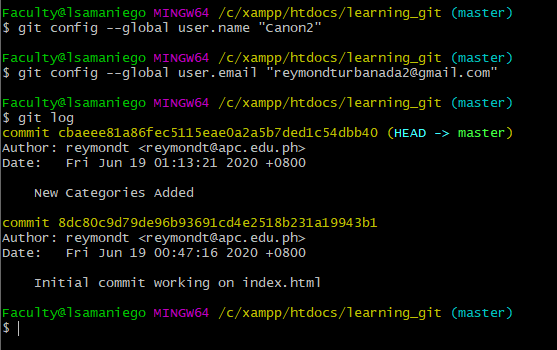 Faculty@lsamaniego MINGW64 /c/xampp/htdocs/learning_git (master)
$ git config --global user.name "Canon2"
Faculty@lsamaniego MINGW64 /c/xampp/htdocs/learning_git (master)
$ git config --global user.email "reymondturbanada2@gmail.com"
Faculty@lsamaniego MINGW64 /c/xampp/htdocs/learning_git (master)
$ git log
commit cbaeee81a86fec5115eae0a2a5b7ded1c54dbb40 (HEAD -> master)
Author: reymondt <reymondt@apc.edu.ph>
Date:   Fri Jun 19 01:13:21 2020 +0800
    New Categories Added
commit 8dc80c9d79de96b93691cd4e2518b231a19943b1
Author: reymondt <reymondt@apc.edu.ph>
Date:   Fri Jun 19 00:47:16 2020 +0800
    Initial commit working on index.html
Faculty@lsamaniego MINGW64 /c/xampp/htdocs/learning_git (master)
$